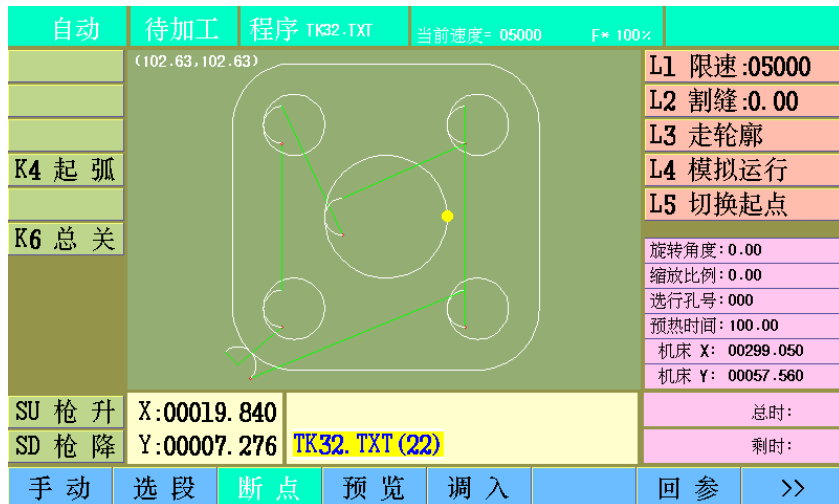 自动 待加工 程序 TK32.TXT 当前速度= 05000 F* 100%
(102.63,102.63)
L1 限速:05000
L2 割缝:0.00
L3 走轮廓
K4 起 弧
L4 模拟运行
L5 切换起点
K6 总 关
旋转角度:0.00
缩放比例:0.00
选行孔号:000
预热时间:100.00
机床 X: 00299.050
机床 Y: 00057.560
SU 枪 升 X:00019.840 总时:
SD 枪 降 Y:00007.276 TK32.TXT(22) 剩时:
手 动 选 段 断 点 预 览 调 入 回 参 >>